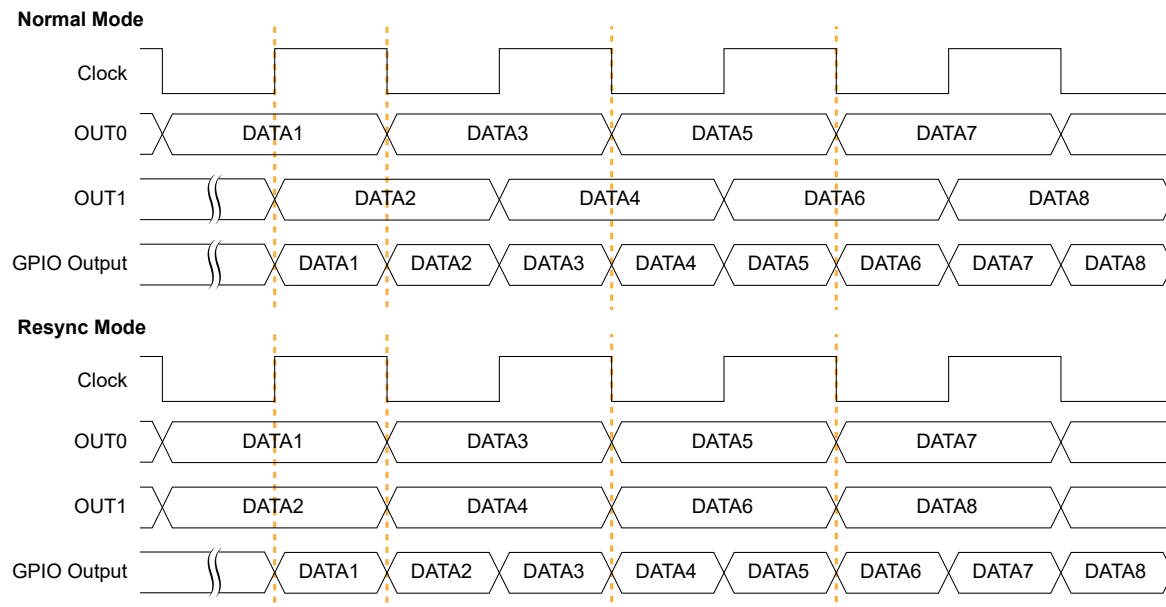 Normal Mode
Clock
OUT0 DATA1 DATA3 DATA5 DATA7
OUT1 DATA2 DATA4 DATA6 DATA8
GPIO Output DATA1 DATA2 DATA3 DATA4 DATA5 DATA6 DATA7 DATA8
Resync Mode
Clock
OUT0 DATA1 DATA3 DATA5 DATA7
OUT1 DATA2 DATA4 DATA6 DATA8
GPIO Output DATA1 DATA2 DATA3 DATA4 DATA5 DATA6 DATA7 DATA8